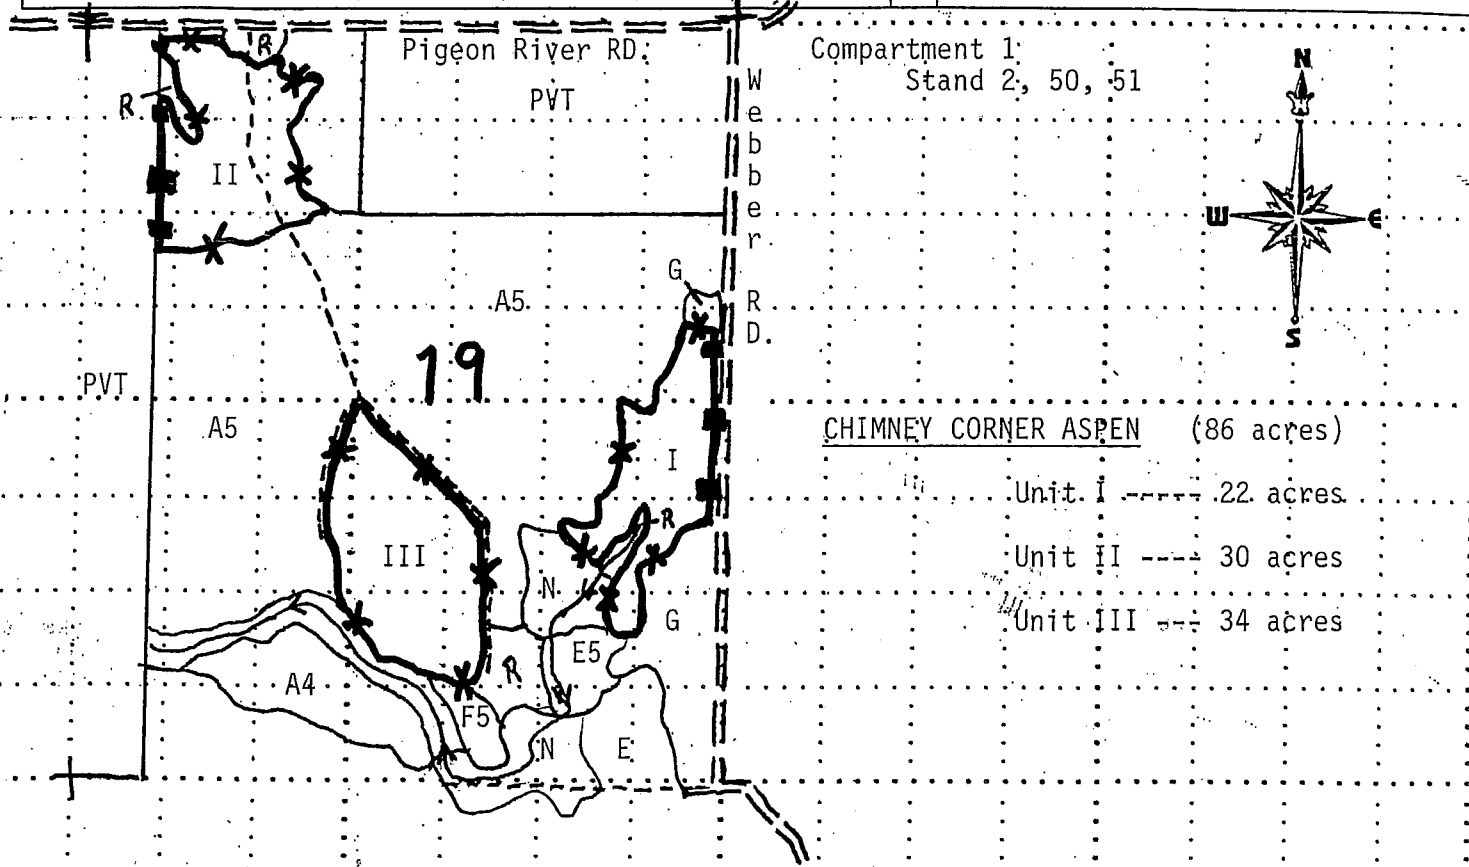 Pigeon River RD.
Compartment 1
Stand 2, 50, 51
R
PVT
Webber RD.
N
W
E
S
R
II
G
A5
19
PVT
A5
CHIMNEY CORNER ASPEN (86 acres)
I
Unit I ----- 22 acres
R
III
N
Unit II ---- 30 acres
G
Unit III --- 34 acres
E5
R
A4
F5
N
E